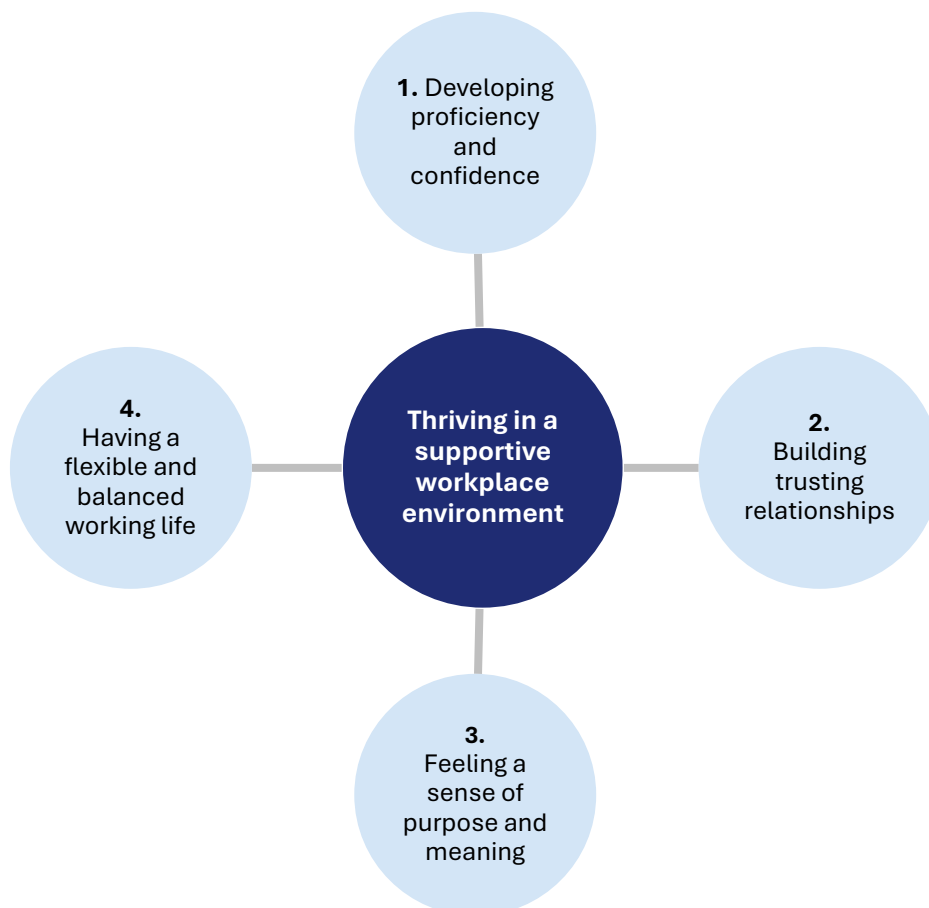 1. Developing
proficiency
and
confidence
Thriving in a
supportive
workplace
environment
2.
Building
trusting
relationships
3.
Feeling a
sense of
purpose and
meaning
4.
Having a
flexible and
balanced
working life